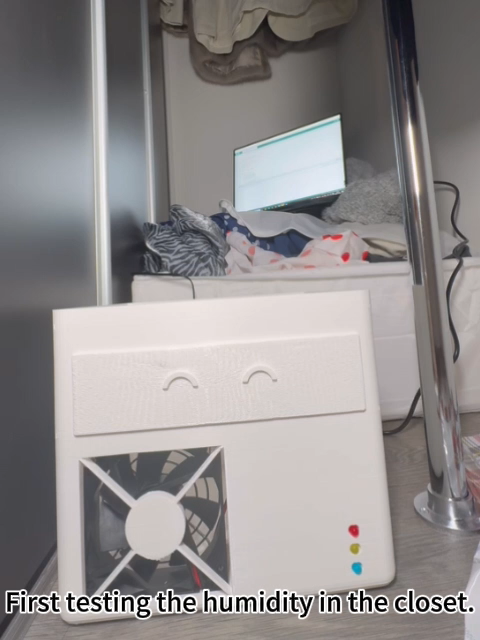 First testing the humidity in the closet.